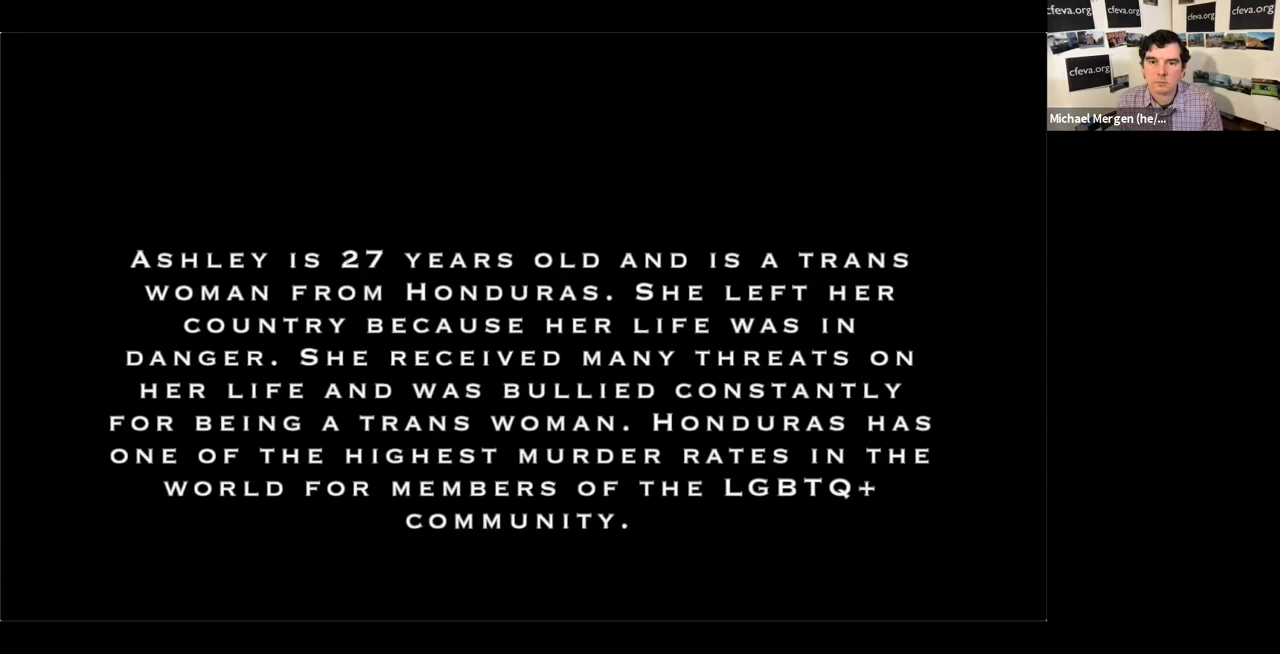 cfeva.org
cfeva.org
cfeva.org
cfeva.org
cfeva.org
Michael Mergen (he/...
Ashley is 27 years old and is a trans
woman from Honduras. She left her
country because her life was in
danger. She received many threats on
her life and was bullied constantly
for being a trans woman. Honduras has
one of the highest murder rates in the
world for members of the LGBTQ+
community.